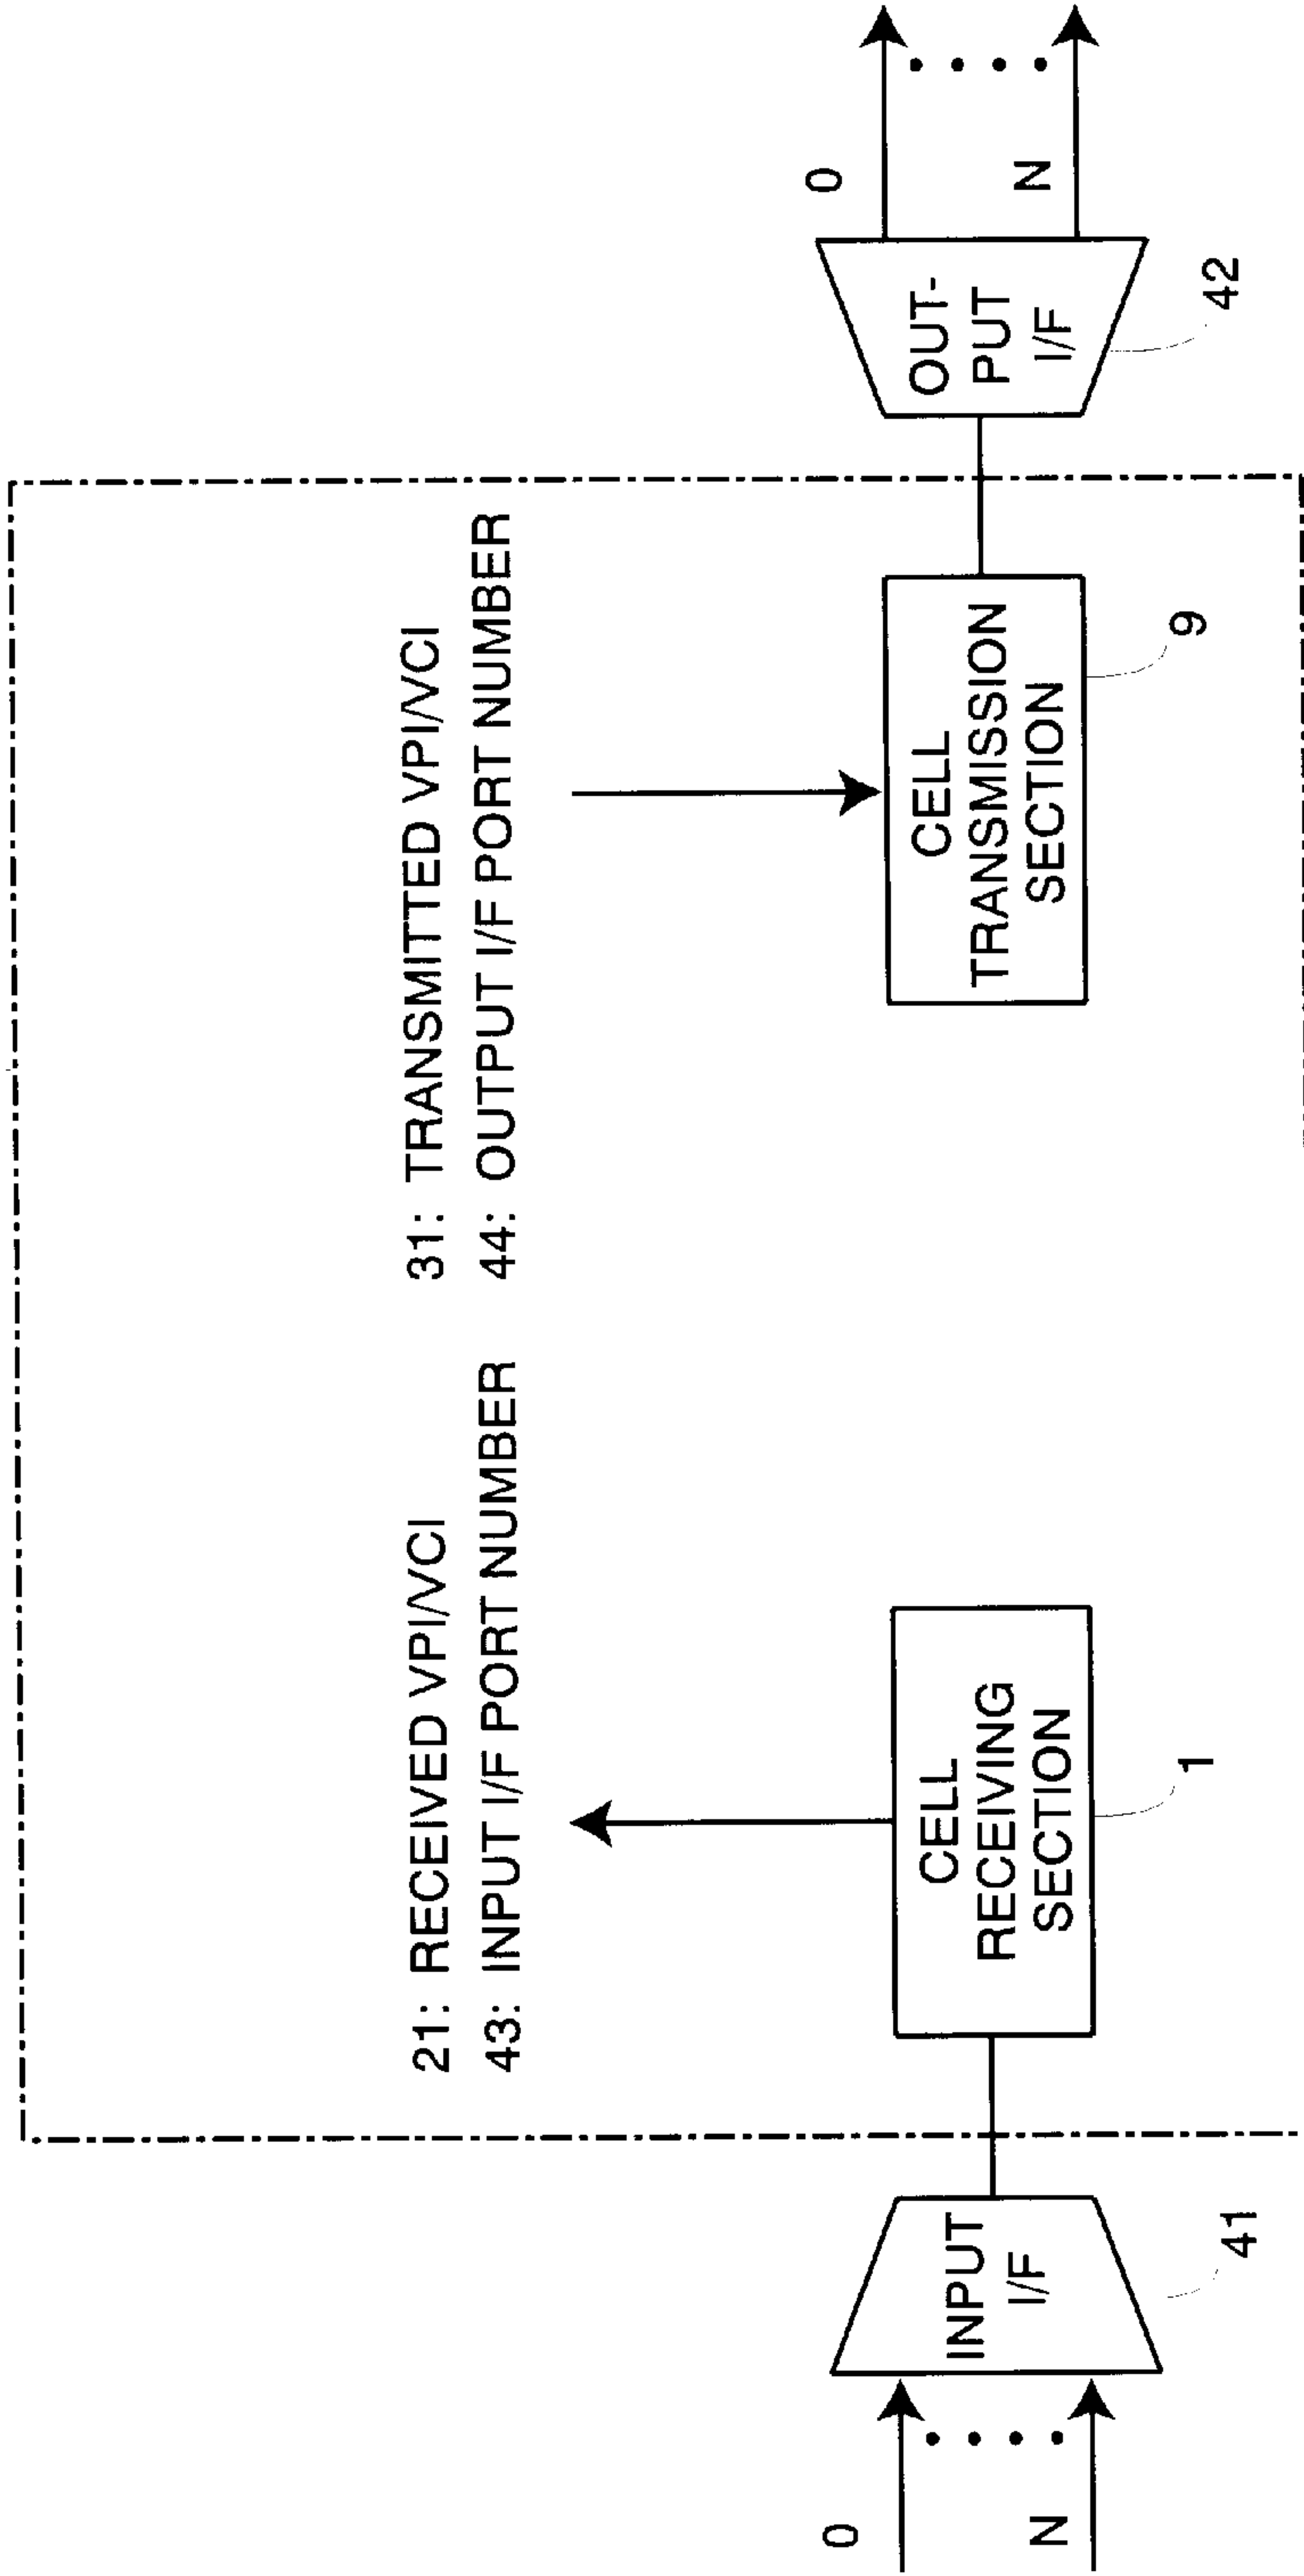 21: RECEIVED VPI/VCI
43: INPUT I/F PORT NUMBER
31: TRANSMITTED VPI/VCI
44: OUTPUT I/F PORT NUMBER
0
N
INPUT
I/F
41
CELL
RECEIVING
SECTION
1
CELL
TRANSMISSION
SECTION
9
OUT-
PUT
I/F
42
0
N